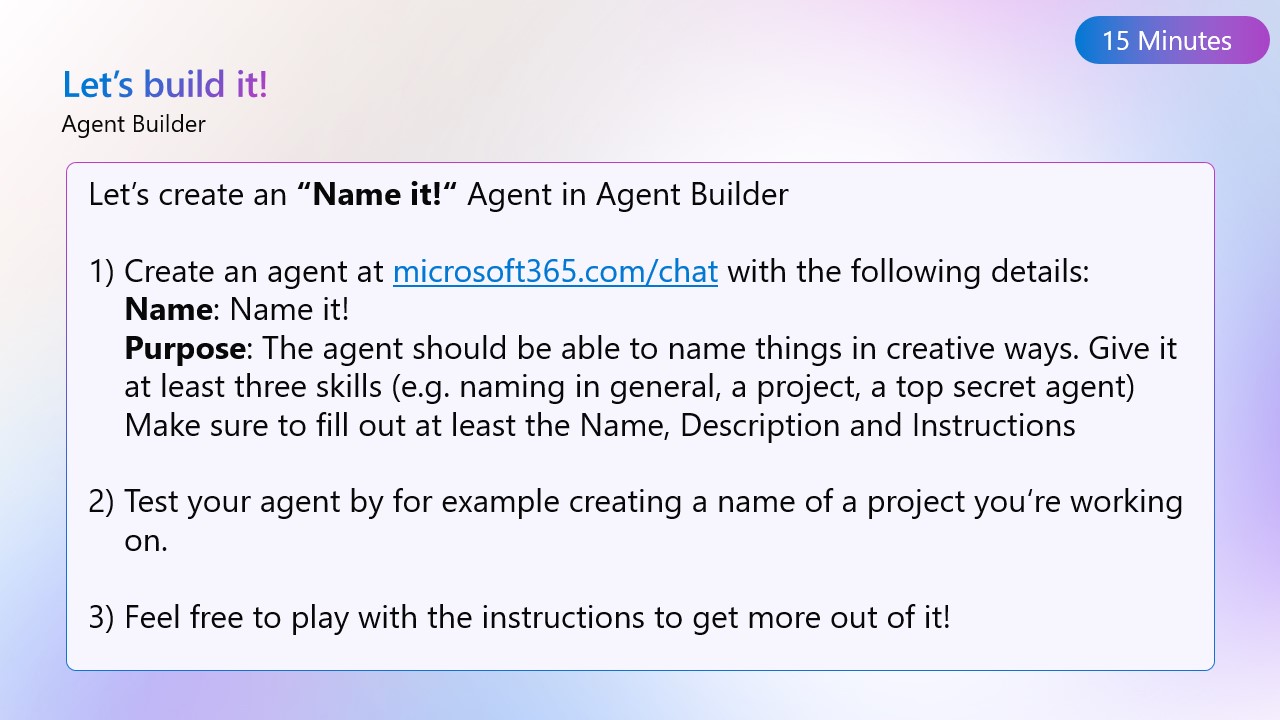 15 Minutes
Let’s build it!
Agent Builder
Let’s create an “Name it!“ Agent in Agent Builder
1) Create an agent at microsoft365.com/chat with the following details:
Name: Name it!
Purpose: The agent should be able to name things in creative ways. Give it
at least three skills (e.g. naming in general, a project, a top secret agent)
Make sure to fill out at least the Name, Description and Instructions
2) Test your agent by for example creating a name of a project you‘re working
on.
3) Feel free to play with the instructions to get more out of it!